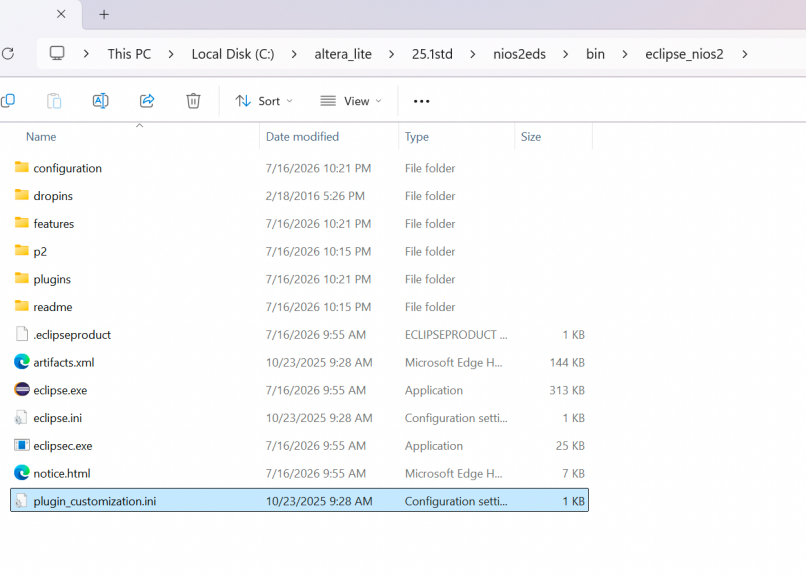 This PC > Local Disk (C:) > altera_lite > 25.1std > nios2eds > bin > eclipse_nios2 >
Sort View
Name Date modified Type Size
configuration 7/16/2026 10:21 PM File folder
dropins 2/18/2016 5:26 PM File folder
features 7/16/2026 10:21 PM File folder
p2 7/16/2026 10:15 PM File folder
plugins 7/16/2026 10:21 PM File folder
readme 7/16/2026 10:15 PM File folder
.eclipseproduct 7/16/2026 9:55 AM ECLIPSEPRODUCT ... 1 KB
artifacts.xml 10/23/2025 9:28 AM Microsoft Edge H... 144 KB
eclipse.exe 7/16/2026 9:55 AM Application 313 KB
eclipse.ini 10/23/2025 9:28 AM Configuration setti... 1 KB
eclipsec.exe 7/16/2026 9:55 AM Application 25 KB
notice.html 7/16/2026 9:55 AM Microsoft Edge H... 7 KB
plugin_customization.ini 10/23/2025 9:28 AM Configuration setti... 1 KB